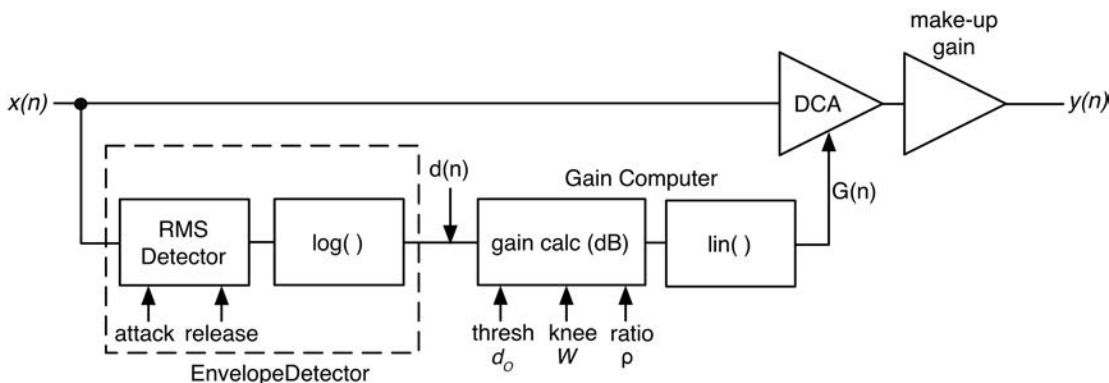 make-up
gain
x(n)
DCA
y(n)
d(n)
Gain Computer
G(n)
RMS
Detector
log( )
gain calc (dB)
lin( )
attack release
thresh knee ratio
dO W ρ
EnvelopeDetector